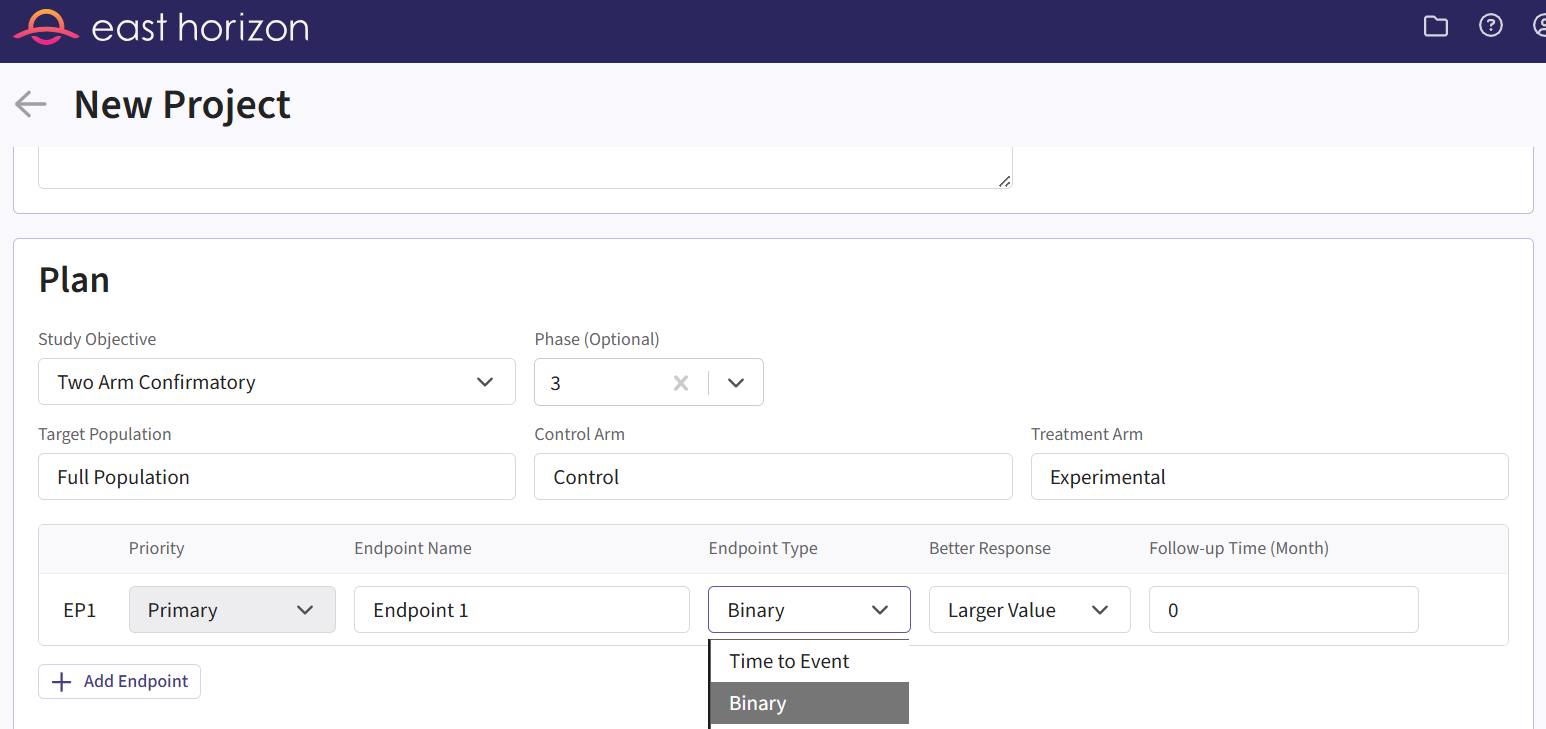 east horizon
New Project
Plan
Study Objective
Phase (Optional)
Two Arm Confirmatory
3
Target Population
Control Arm
Treatment Arm
Full Population
Control
Experimental
Priority
Endpoint Name
Endpoint Type
Better Response
Follow-up Time (Month)
EP1
Primary
Endpoint 1
Binary
Larger Value
0
Time to Event
Add Endpoint
Binary